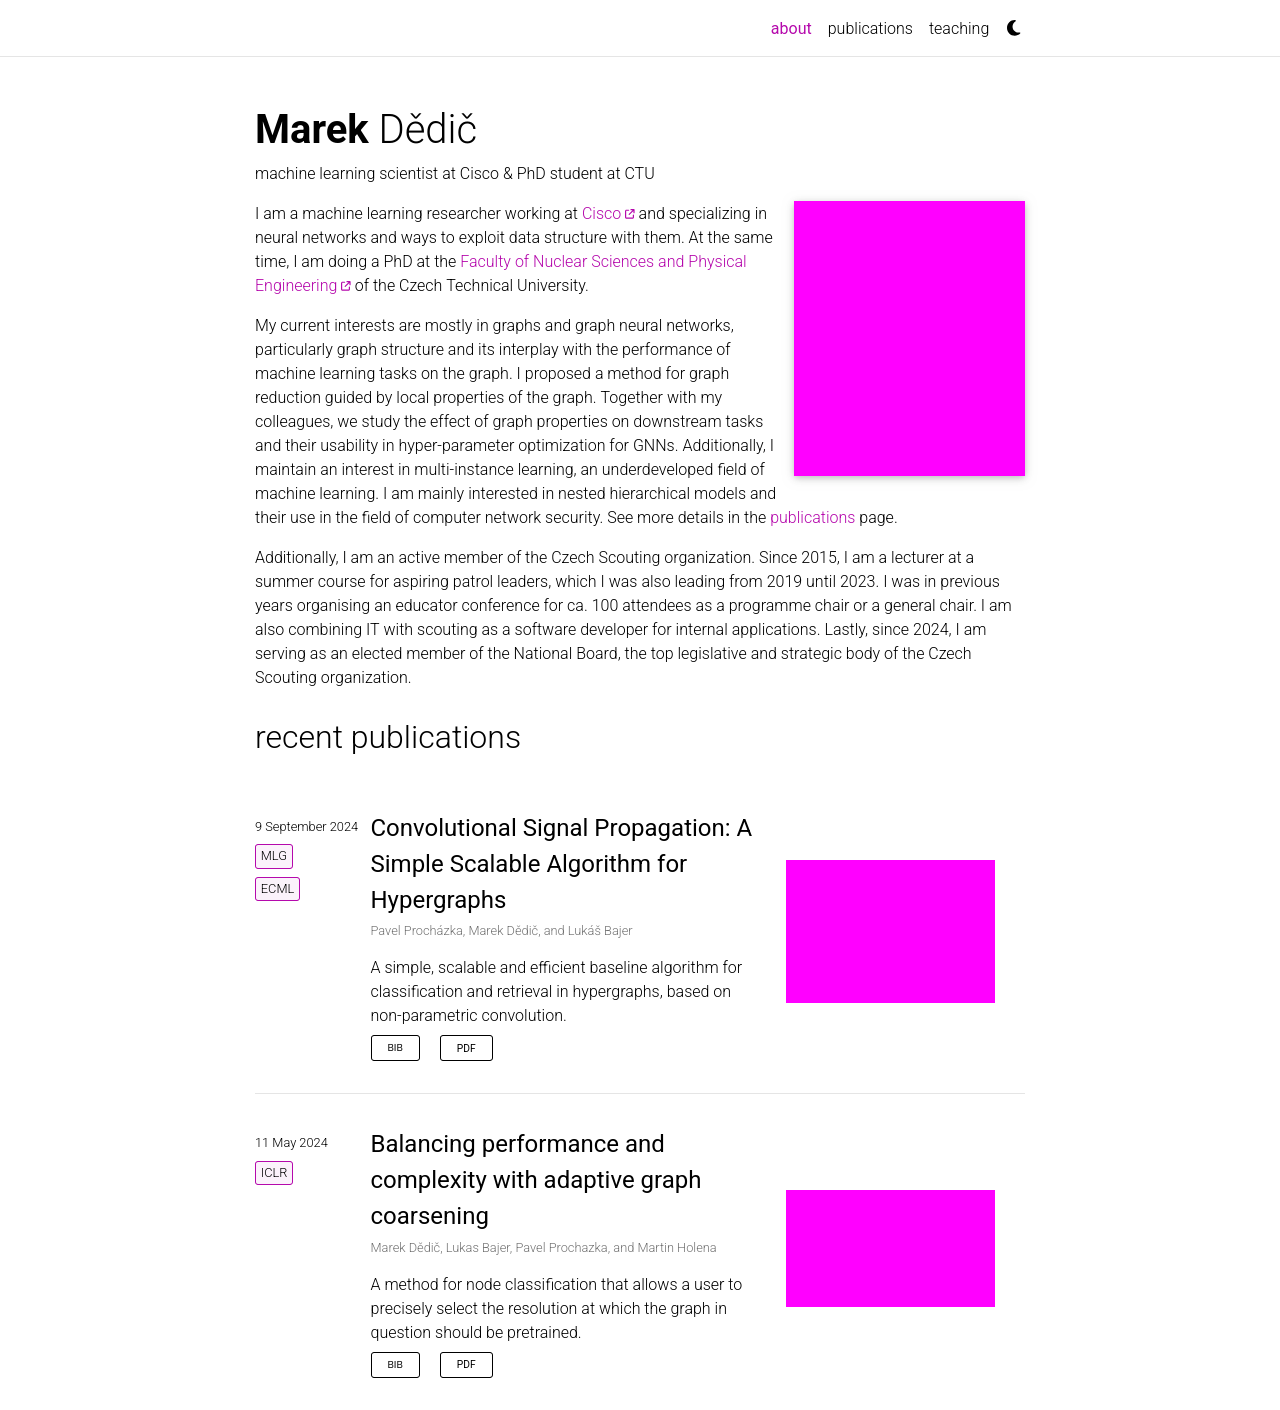 about publications teaching
Marek Dědič
machine learning scientist at Cisco & PhD student at CTU
I am a machine learning researcher working at Cisco and specializing in
neural networks and ways to exploit data structure with them. At the same
time, I am doing a PhD at the Faculty of Nuclear Sciences and Physical
Engineering of the Czech Technical University.
My current interests are mostly in graphs and graph neural networks,
particularly graph structure and its interplay with the performance of
machine learning tasks on the graph. I proposed a method for graph
reduction guided by local properties of the graph. Together with my
colleagues, we study the effect of graph properties on downstream tasks
and their usability in hyper-parameter optimization for GNNs. Additionally, I
maintain an interest in multi-instance learning, an underdeveloped field of
machine learning. I am mainly interested in nested hierarchical models and
their use in the field of computer network security. See more details in the publications page.
Additionally, I am an active member of the Czech Scouting organization. Since 2015, I am a lecturer at a
summer course for aspiring patrol leaders, which I was also leading from 2019 until 2023. I was in previous
years organising an educator conference for ca. 100 attendees as a programme chair or a general chair. I am
also combining IT with scouting as a software developer for internal applications. Lastly, since 2024, I am
serving as an elected member of the National Board, the top legislative and strategic body of the Czech
Scouting organization.
recent publications
9 September 2024
MLG
ECML
Convolutional Signal Propagation: A
Simple Scalable Algorithm for
Hypergraphs
Pavel Procházka, Marek Dědič, and Lukáš Bajer
A simple, scalable and efficient baseline algorithm for
classification and retrieval in hypergraphs, based on
non-parametric convolution.
BIB PDF
11 May 2024
ICLR
Balancing performance and
complexity with adaptive graph
coarsening
Marek Dědič, Lukas Bajer, Pavel Prochazka, and Martin Holena
A method for node classification that allows a user to
precisely select the resolution at which the graph in
question should be pretrained.
BIB PDF